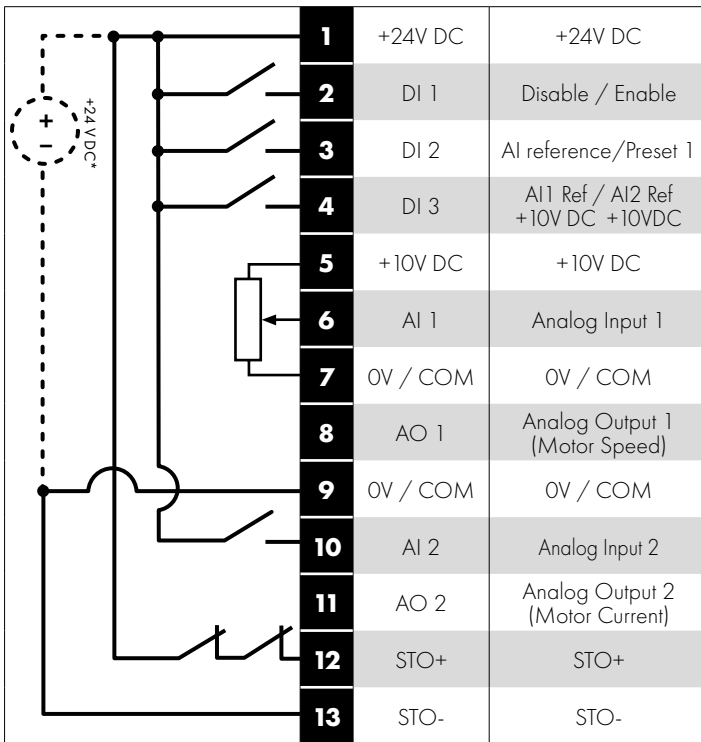 +24 V DC*
+
−
1 +24V DC +24V DC
2 DI 1 Disable / Enable
3 DI 2 AI reference/Preset 1
4 DI 3 AI1 Ref / AI2 Ref
+10V DC +10VDC
5 +10V DC +10V DC
6 AI 1 Analog Input 1
7 0V / COM 0V / COM
8 AO 1 Analog Output 1
(Motor Speed)
9 0V / COM 0V / COM
10 AI 2 Analog Input 2
11 AO 2 Analog Output 2
(Motor Current)
12 STO+ STO+
13 STO- STO-